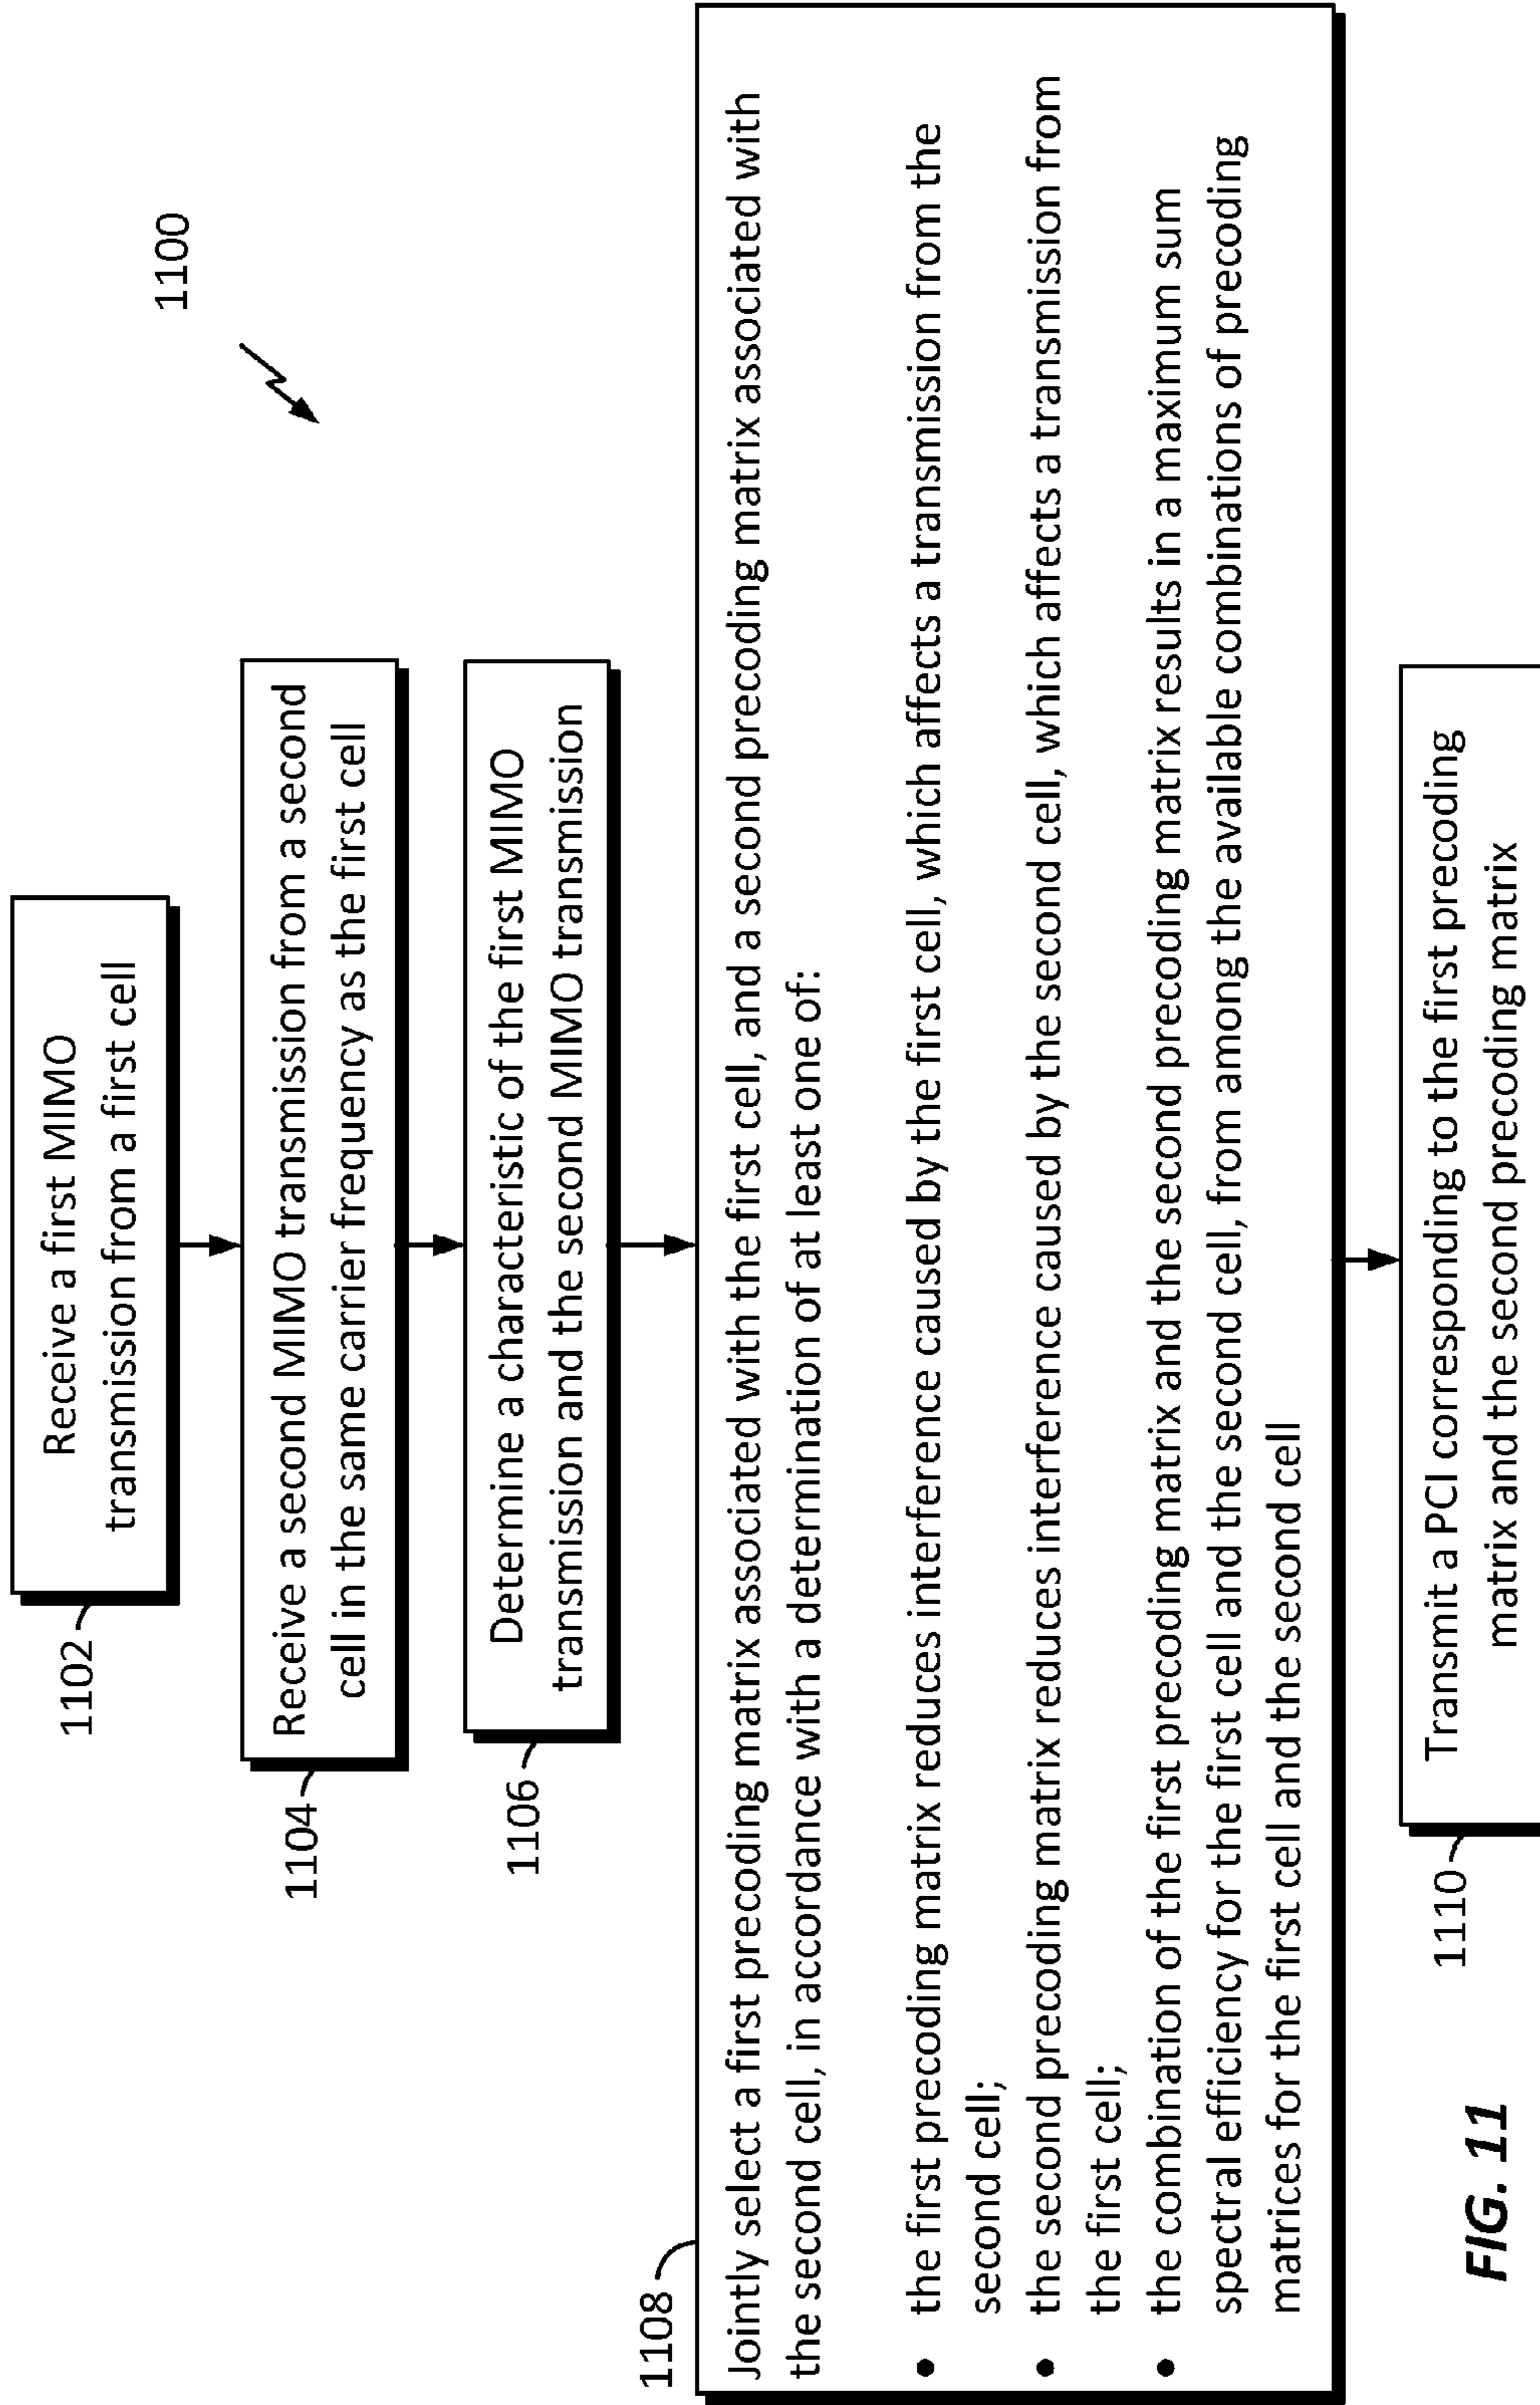 1100
1102
Receive a first MIMO
transmission from a first cell
1104
Receive a second MIMO transmission from a second
cell in the same carrier frequency as the first cell
1106
Determine a characteristic of the first MIMO
transmission and the second MIMO transmission
1108
Jointly select a first precoding matrix associated with the first cell, and a second precoding matrix associated with
the second cell, in accordance with a determination of at least one of:
• the first precoding matrix reduces interference caused by the first cell, which affects a transmission from the
second cell;
• the second precoding matrix reduces interference caused by the second cell, which affects a transmission from
the first cell;
• the combination of the first precoding matrix and the second precoding matrix results in a maximum sum
spectral efficiency for the first cell and the second cell, from among the available combinations of precoding
matrices for the first cell and the second cell
1110
Transmit a PCI corresponding to the first precoding
matrix and the second precoding matrix
FIG. 11